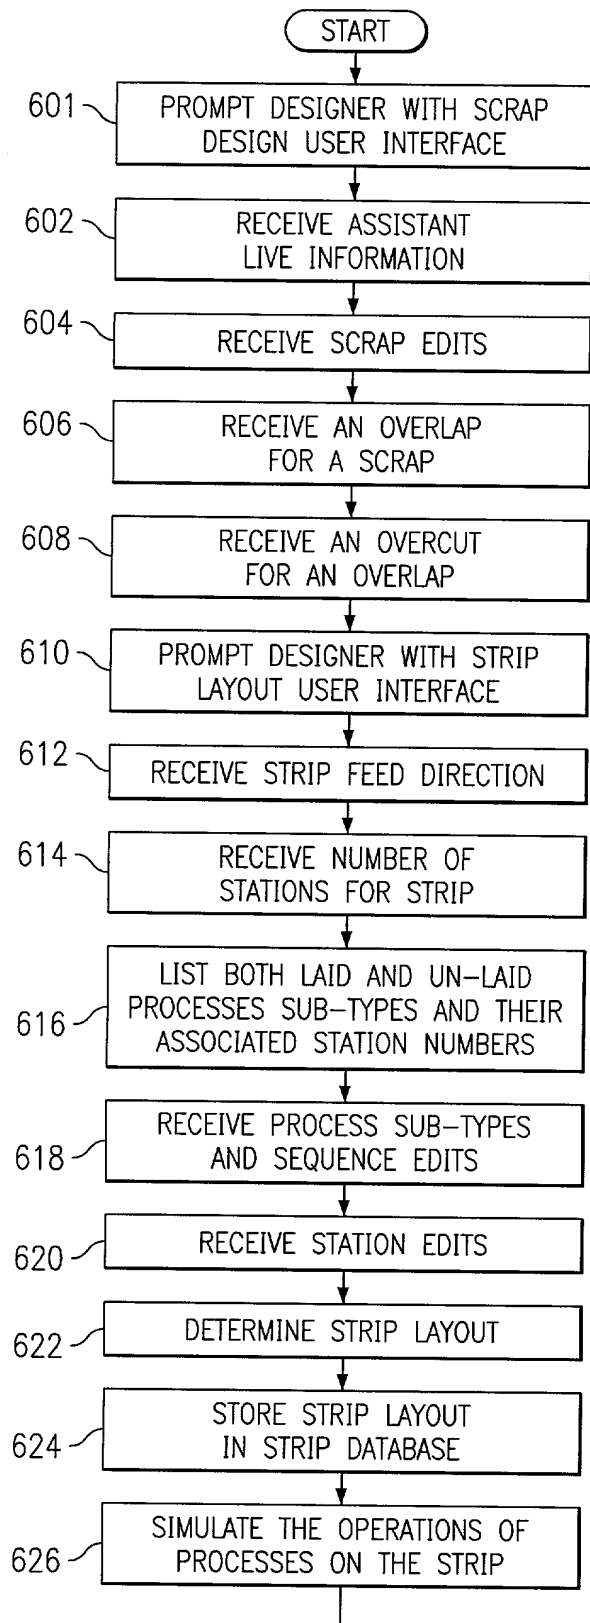 START
601
PROMPT DESIGNER WITH SCRAP
DESIGN USER INTERFACE
602
RECEIVE ASSISTANT
LIVE INFORMATION
604
RECEIVE SCRAP EDITS
606
RECEIVE AN OVERLAP
FOR A SCRAP
608
RECEIVE AN OVERCUT
FOR AN OVERLAP
610
PROMPT DESIGNER WITH STRIP
LAYOUT USER INTERFACE
612
RECEIVE STRIP FEED DIRECTION
614
RECEIVE NUMBER OF
STATIONS FOR STRIP
616
LIST BOTH LAID AND UN-LAID
PROCESSES SUB-TYPES AND THEIR
ASSOCIATED STATION NUMBERS
618
RECEIVE PROCESS SUB-TYPES
AND SEQUENCE EDITS
620
RECEIVE STATION EDITS
622
DETERMINE STRIP LAYOUT
624
STORE STRIP LAYOUT
IN STRIP DATABASE
626
SIMULATE THE OPERATIONS OF
PROCESSES ON THE STRIP